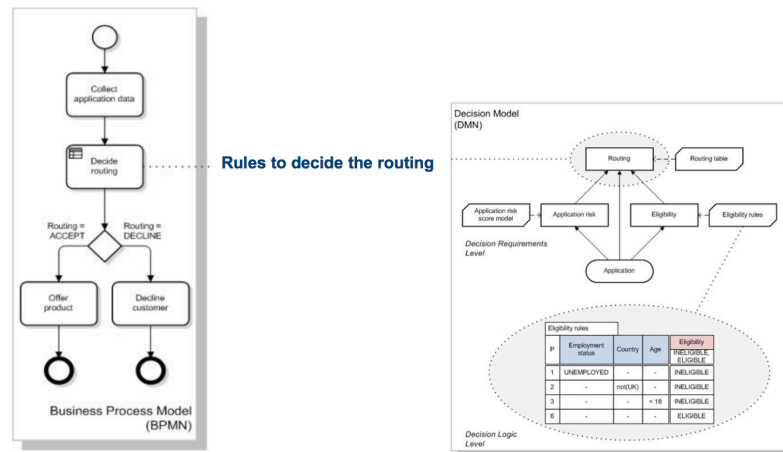 Collect
application data
Decide
routing
Routing =
ACCEPT
Routing =
DECLINE
Offer
product
Decline
customer
Business Process Model
(BPMN)
Rules to decide the routing
Decision Model
(DMN)
Routing
Routing table
Application risk
score model
Application risk
Eligibility
Eligibility rules
Decision Requirements
Level
Application
Eligibility rules
P
Employment
status
Country
Age
Eligibility
INELIGIBLE,
ELIGIBLE
1 UNEMPLOYED - - INELIGIBLE
2 - not(UK) - INELIGIBLE
3 - - < 18 INELIGIBLE
6 - - - ELIGIBLE
Decision Logic
Level